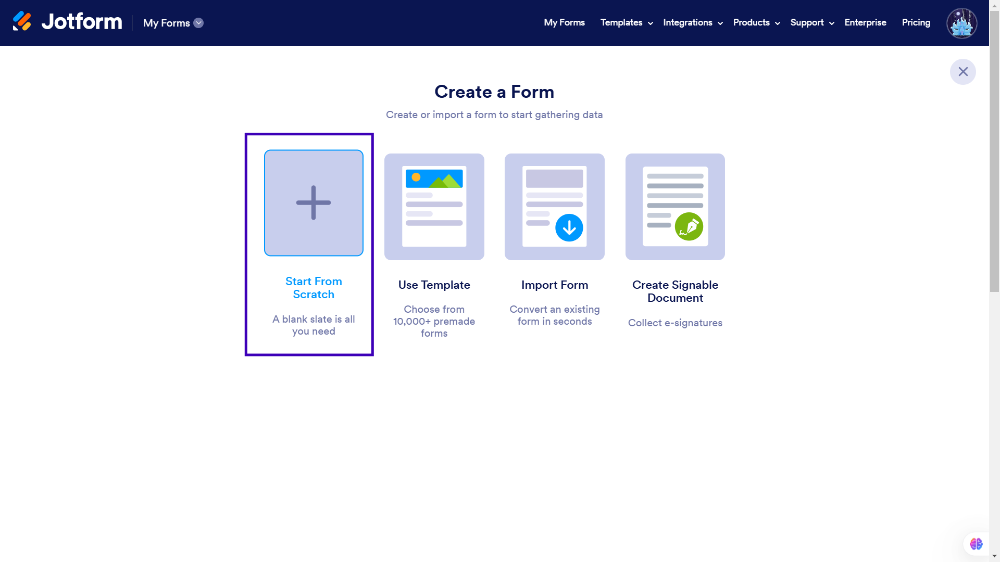 Jotform
My Forms
My Forms Templates Integrations Products Support Enterprise Pricing
Create a Form
Create or import a form to start gathering data
Start From
Scratch
A blank slate is all
you need
Use Template
Choose from
10,000+ premade
forms
Import Form
Convert an existing
form in seconds
Create Signable
Document
Collect e-signatures